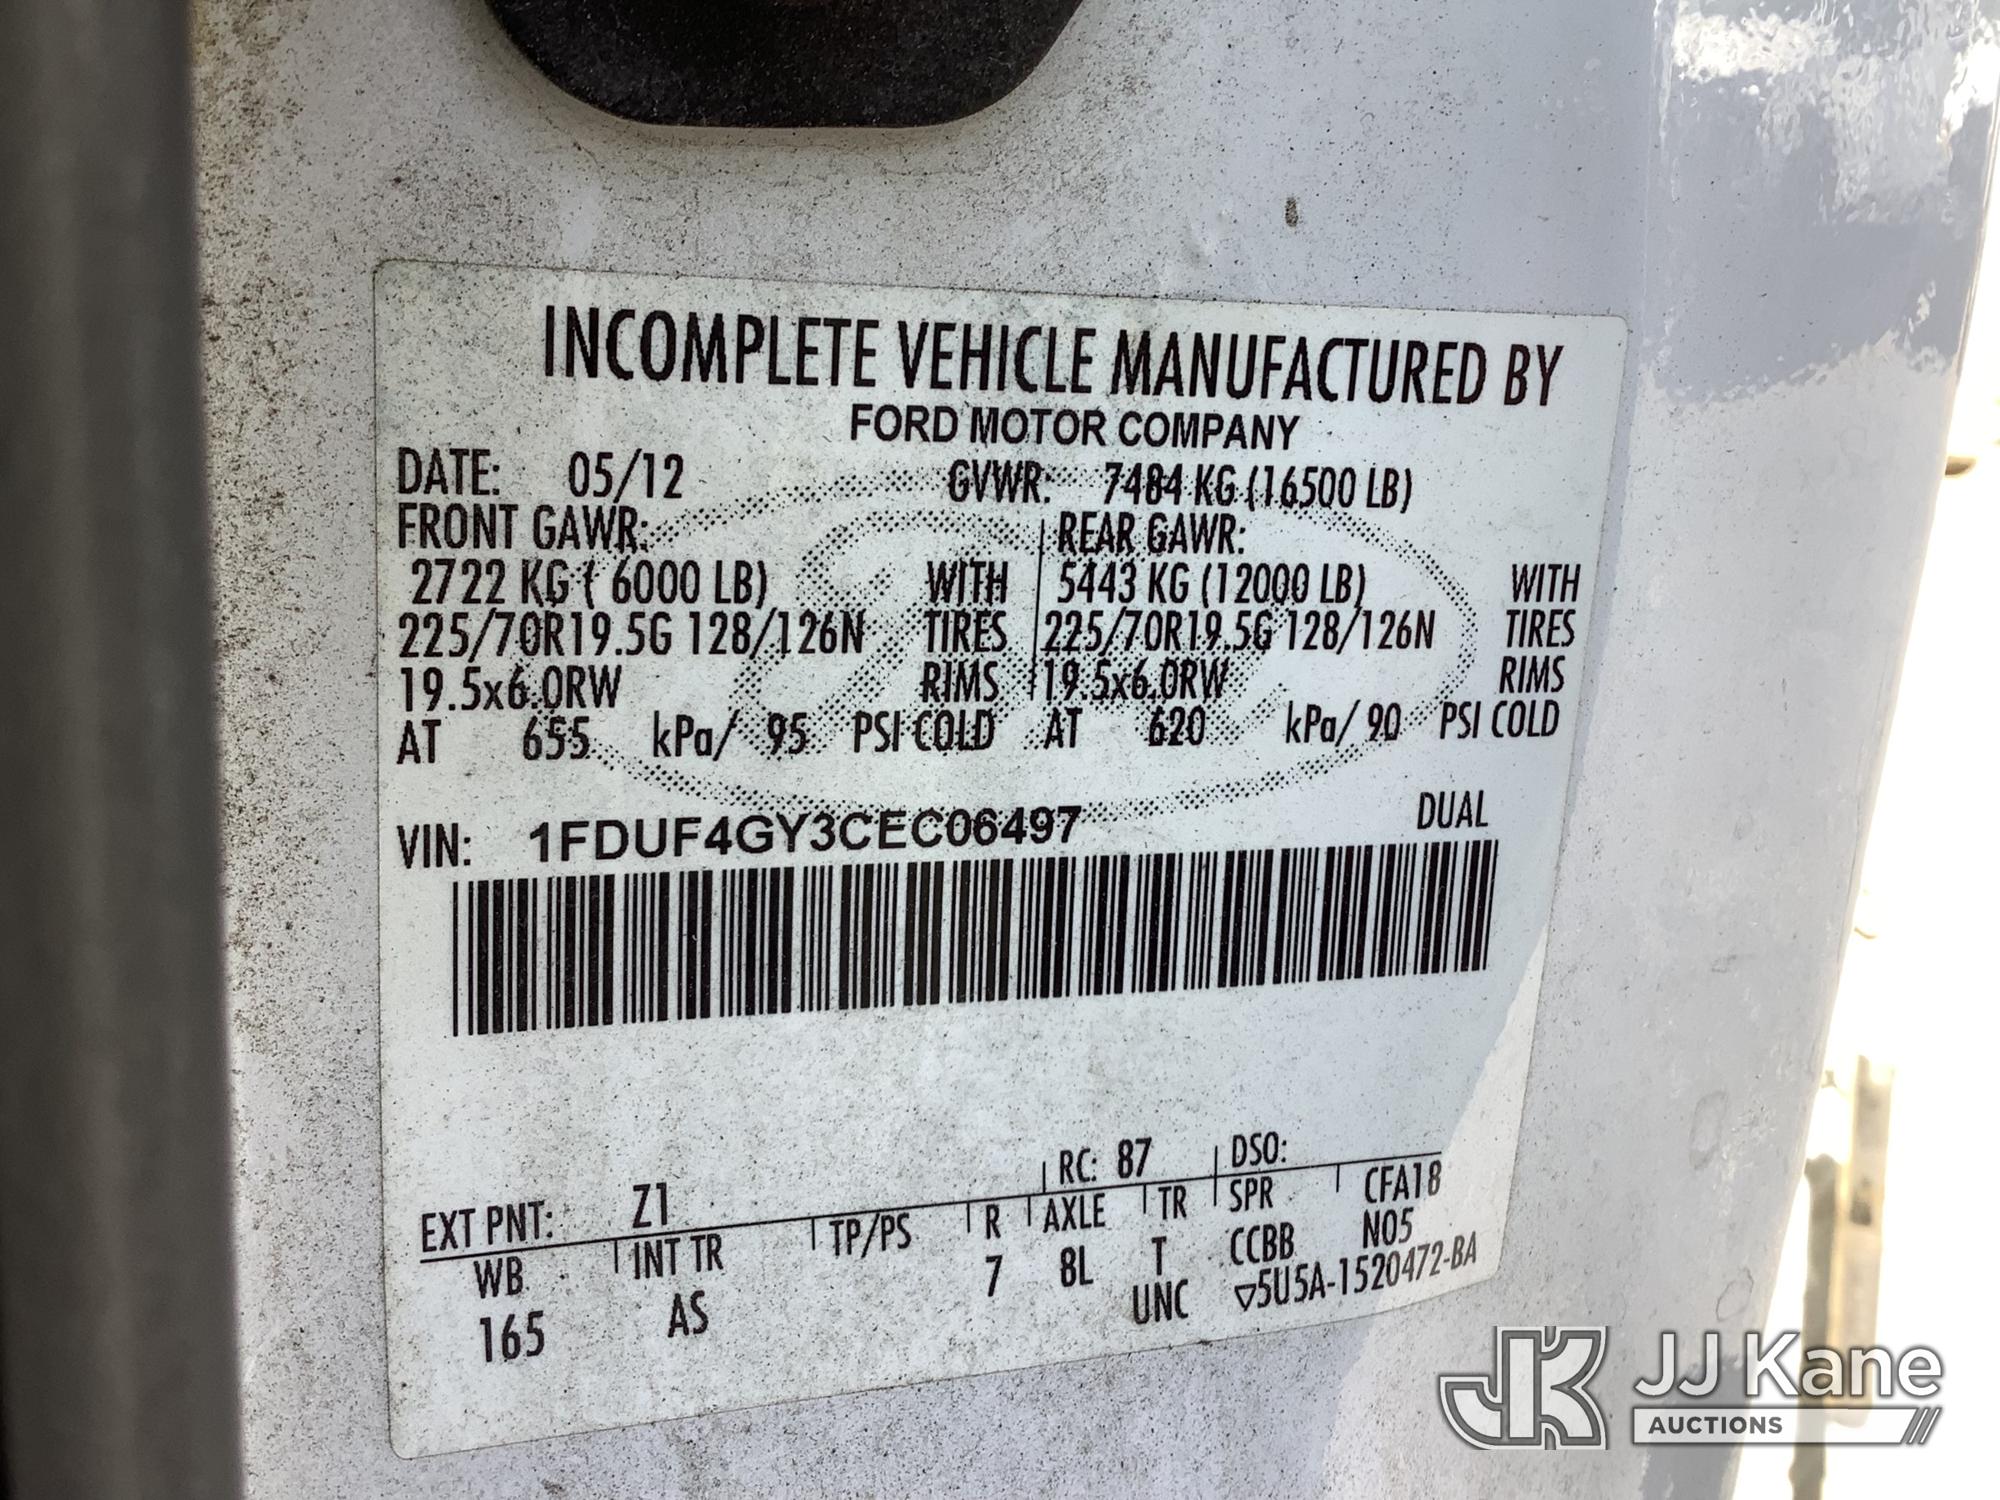 INCOMPLETE VEHICLE MANUFACTURED BY
FORD MOTOR COMPANY
DATE: 05/12 GVWR: 7484 KG (16500 LB)
FRONT GAWR: REAR GAWR:
2722 KG ( 6000 LB) WITH 5443 KG (12000 LB) WITH
225/70R19.5G 128/126N TIRES 225/70R19.5G 128/126N TIRES
19.5x6.0RW RIMS 19.5x6.0RW RIMS
AT 655 kPa/ 95 PSI COLD AT 620 kPa/ 90 PSI COLD
VIN: 1FDUF4GY3CEC06497 DUAL
EXT PNT: Z1 RC: 87 DSO:
WB INT TR TP/PS R AXLE TR SPR CFA18
165 AS 7 8L T CCBB N05
UNC ▽5U5A-1520472-BA
JK JJ Kane
AUCTIONS